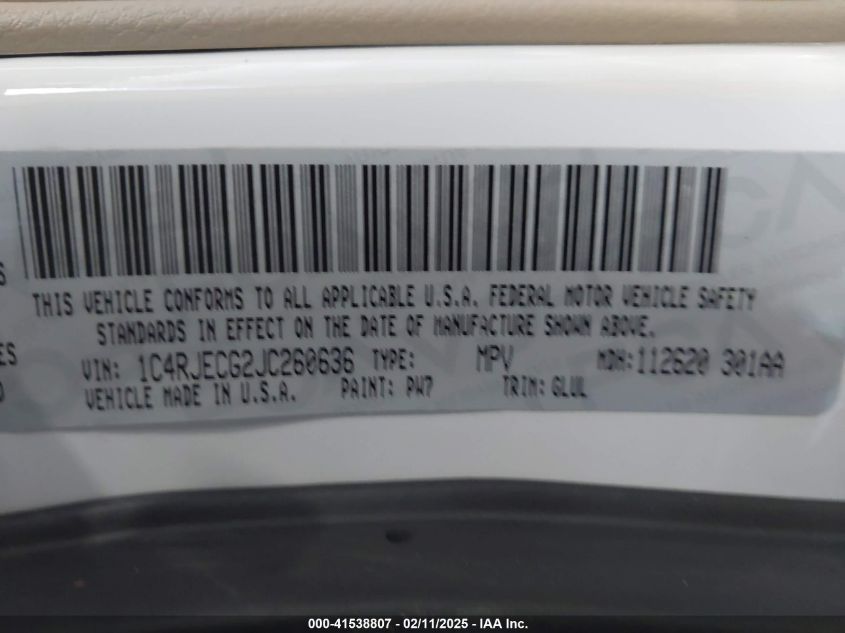 THIS VEHICLE CONFORMS TO ALL APPLICABLE U.S.A. FEDERAL MOTOR VEHICLE SAFETY
STANDARDS IN EFFECT ON THE DATE OF MANUFACTURE SHOWN ABOVE.
VIN: 1C4RJECG2JC260636 TYPE: MPV MDH:112620 301AA
VEHICLE MADE IN U.S.A. PAINT: PW7 TRIM: GLUL
000-41538807 - 02/11/2025 - IAA Inc.